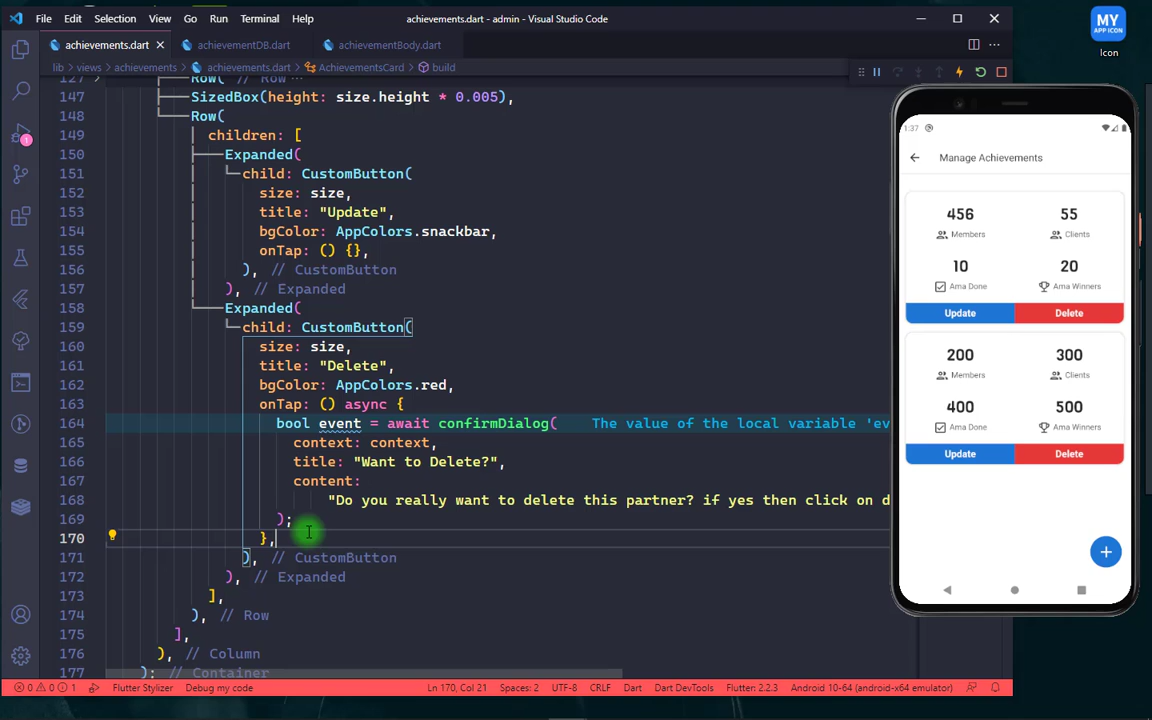 File Edit Selection View Go Run Terminal Help
achievements.dart - admin - Visual Studio Code
MY
APP ICON
Icon
achievements.dart achievementDB.dart achievementBody.dart
lib > views > achievements > achievements.dart > AchievementsCard > build
127 Row( // Row ...
147 SizedBox(height: size.height * 0.005),
148 Row(
149 children: [
150 Expanded(
151 child: CustomButton(
152 size: size,
153 title: "Update",
154 bgColor: AppColors.snackbar,
155 onTap: () {},
156 ), // CustomButton
157 ), // Expanded
158 Expanded(
159 child: CustomButton(
160 size: size,
161 title: "Delete",
162 bgColor: AppColors.red,
163 onTap: () async {
164 bool event = await confirmDialog( The value of the local variable 'ev
165 context: context,
166 title: "Want to Delete?",
167 content:
168 "Do you really want to delete this partner? if yes then click on d
169 );
170 },
171 ), // CustomButton
172 ), // Expanded
173 ],
174 ), // Row
175 ],
176 ), // Column
177 ); // Container
1
1:37
Manage Achievements
456 55
Members Clients
10 20
Ama Done Ama Winners
Update Delete
200 300
Members Clients
400 500
Ama Done Ama Winners
Update Delete
0 0 1 Flutter Stylizer Debug my code Ln 170, Col 21 Spaces: 2 UTF-8 CRLF Dart Dart DevTools Flutter: 2.2.3 Android 10-64 (android-x64 emulator)